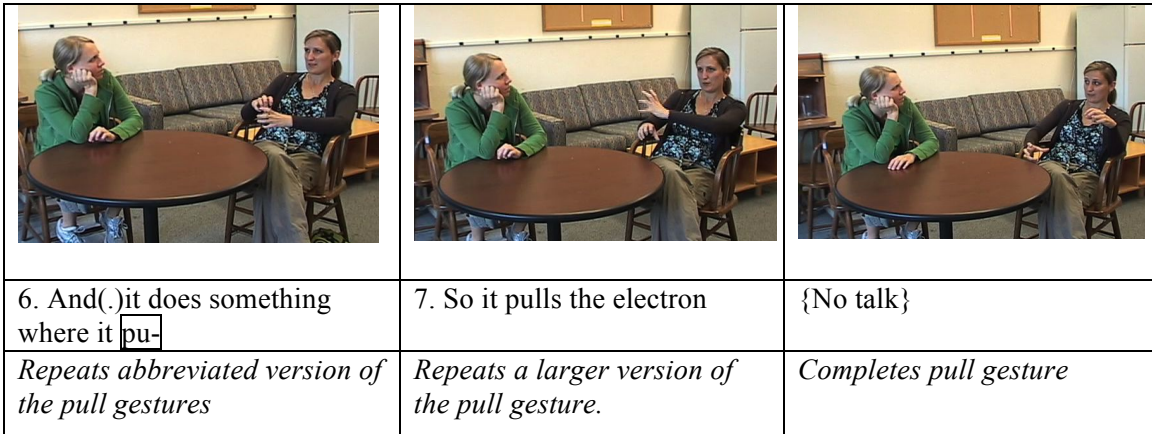 6. And(.)it does something
where it pu-
7. So it pulls the electron
{No talk}
Repeats abbreviated version of
the pull gestures
Repeats a larger version of
the pull gesture.
Completes pull gesture